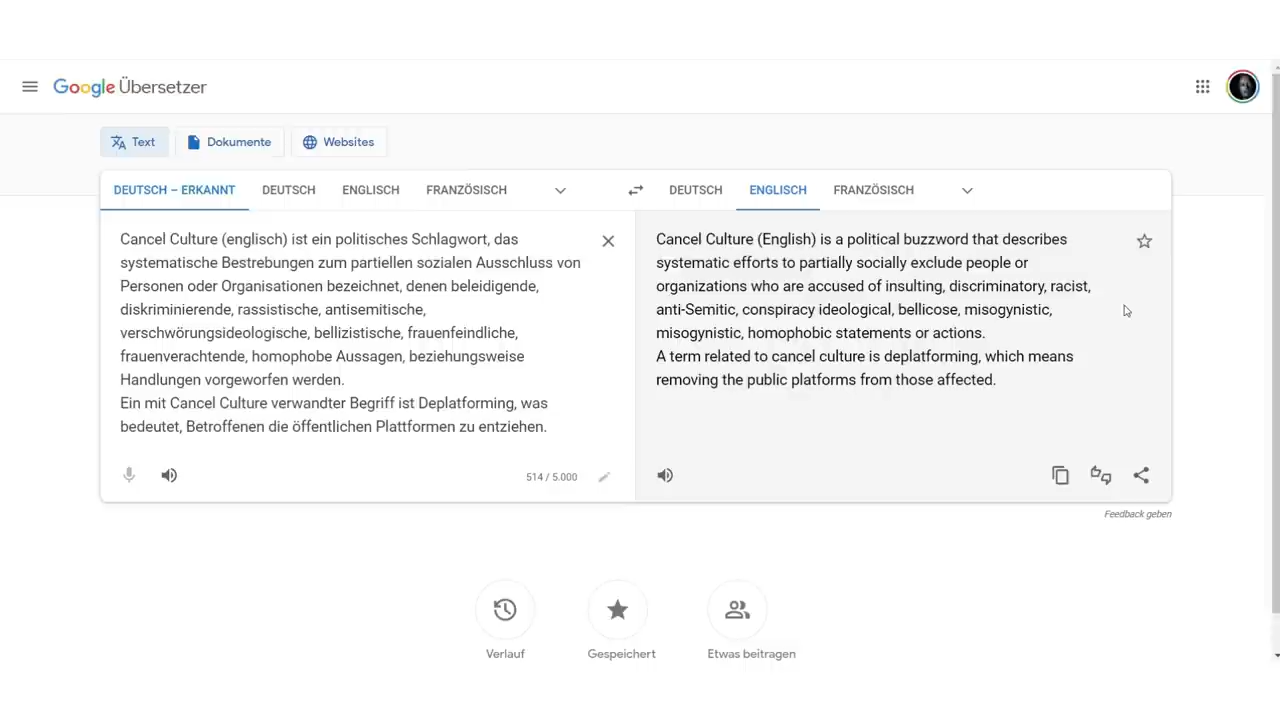 Google Übersetzer
Text
Dokumente
Websites
DEUTSCH – ERKANNT
DEUTSCH
ENGLISCH
FRANZÖSISCH
DEUTSCH
ENGLISCH
FRANZÖSISCH
Cancel Culture (englisch) ist ein politisches Schlagwort, das
systematische Bestrebungen zum partiellen sozialen Ausschluss von
Personen oder Organisationen bezeichnet, denen beleidigende,
diskriminierende, rassistische, antisemitische,
verschwörungsideologische, bellizistische, frauenfeindliche,
frauenverachtende, homophobe Aussagen, beziehungsweise
Handlungen vorgeworfen werden.
Ein mit Cancel Culture verwandter Begriff ist Deplatforming, was
bedeutet, Betroffenen die öffentlichen Plattformen zu entziehen.
514 / 5.000
Cancel Culture (English) is a political buzzword that describes
systematic efforts to partially socially exclude people or
organizations who are accused of insulting, discriminatory, racist,
anti-Semitic, conspiracy ideological, bellicose, misogynistic,
misogynistic, homophobic statements or actions.
A term related to cancel culture is deplatforming, which means
removing the public platforms from those affected.
Feedback geben
Verlauf
Gespeichert
Etwas beitragen